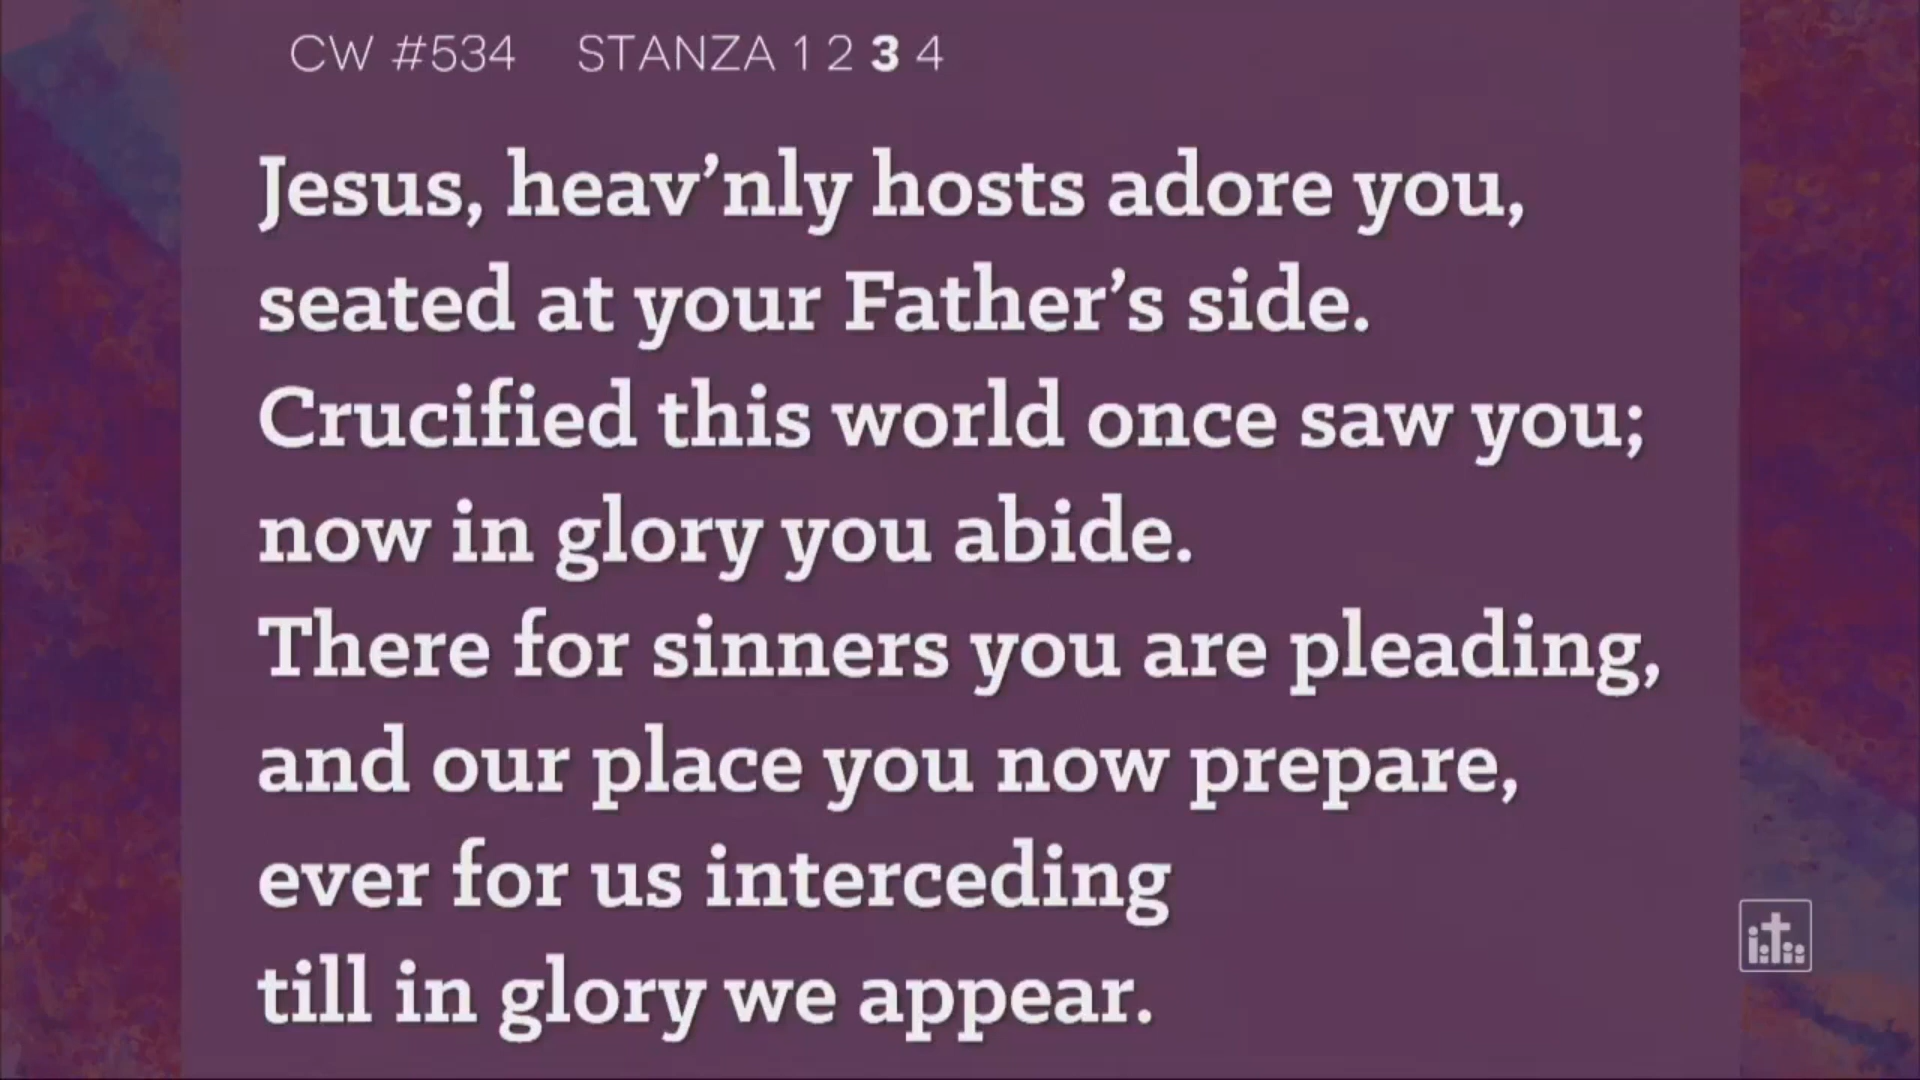 CW #534 STANZA 1 2 3 4
Jesus, heav’nly hosts adore you,
seated at your Father’s side.
Crucified this world once saw you;
now in glory you abide.
There for sinners you are pleading,
and our place you now prepare,
ever for us interceding
till in glory we appear.